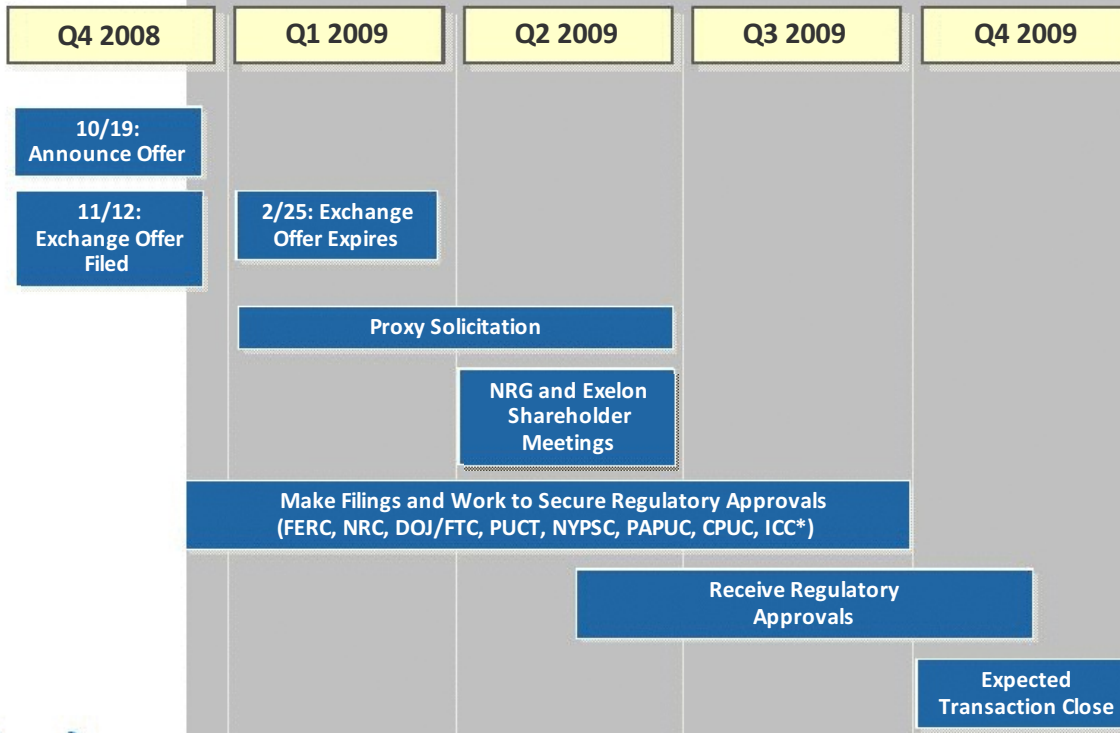 Q4 2008
Q1 2009
Q2 2009
Q3 2009
Q4 2009
10/19:
Announce Offer
11/12:
Exchange Offer
Filed
2/25: Exchange
Offer Expires
Proxy Solicitation
NRG and Exelon
Shareholder
Meetings
Make Filings and Work to Secure Regulatory Approvals
(FERC, NRC, DOJ/FTC, PUCT, NYPSC, PAPUC, CPUC, ICC*)
Receive Regulatory
Approvals
Expected
Transaction Close